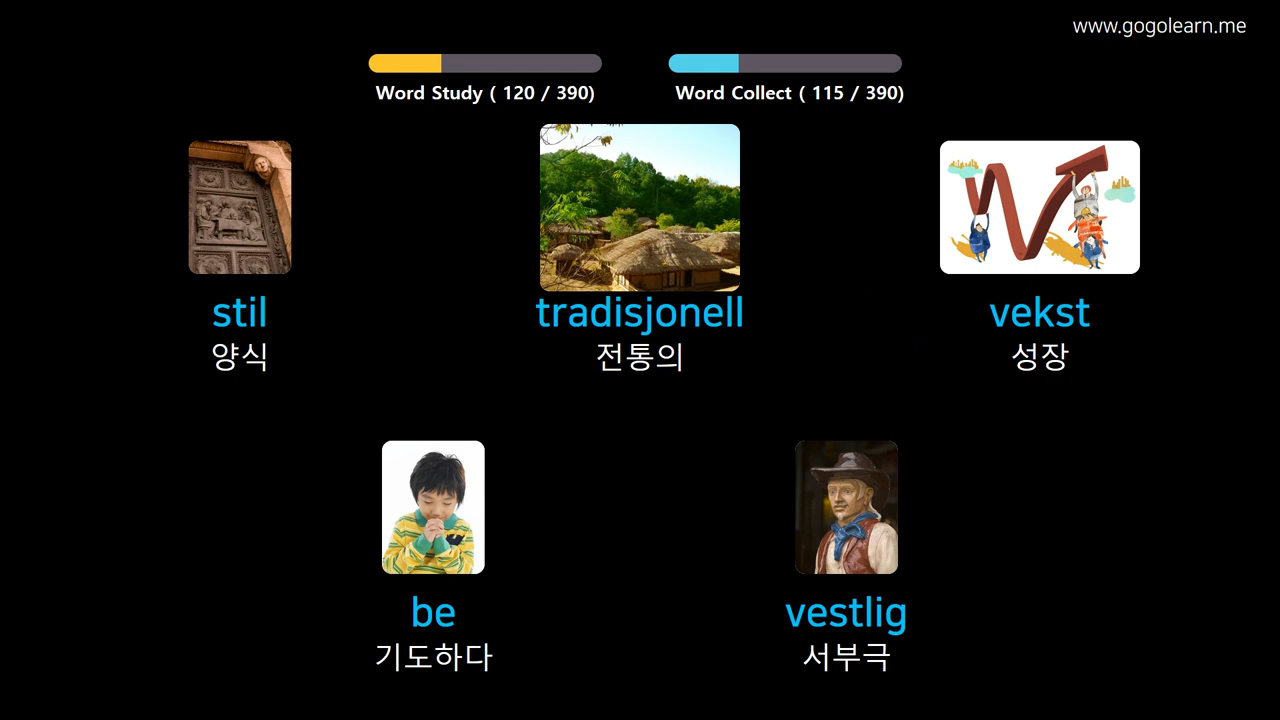 www.gogolearn.me
Word Study ( 120 / 390)
Word Collect ( 115 / 390)
stil
양식
tradisjonell
전통의
vekst
성장
be
기도하다
vestlig
서부극